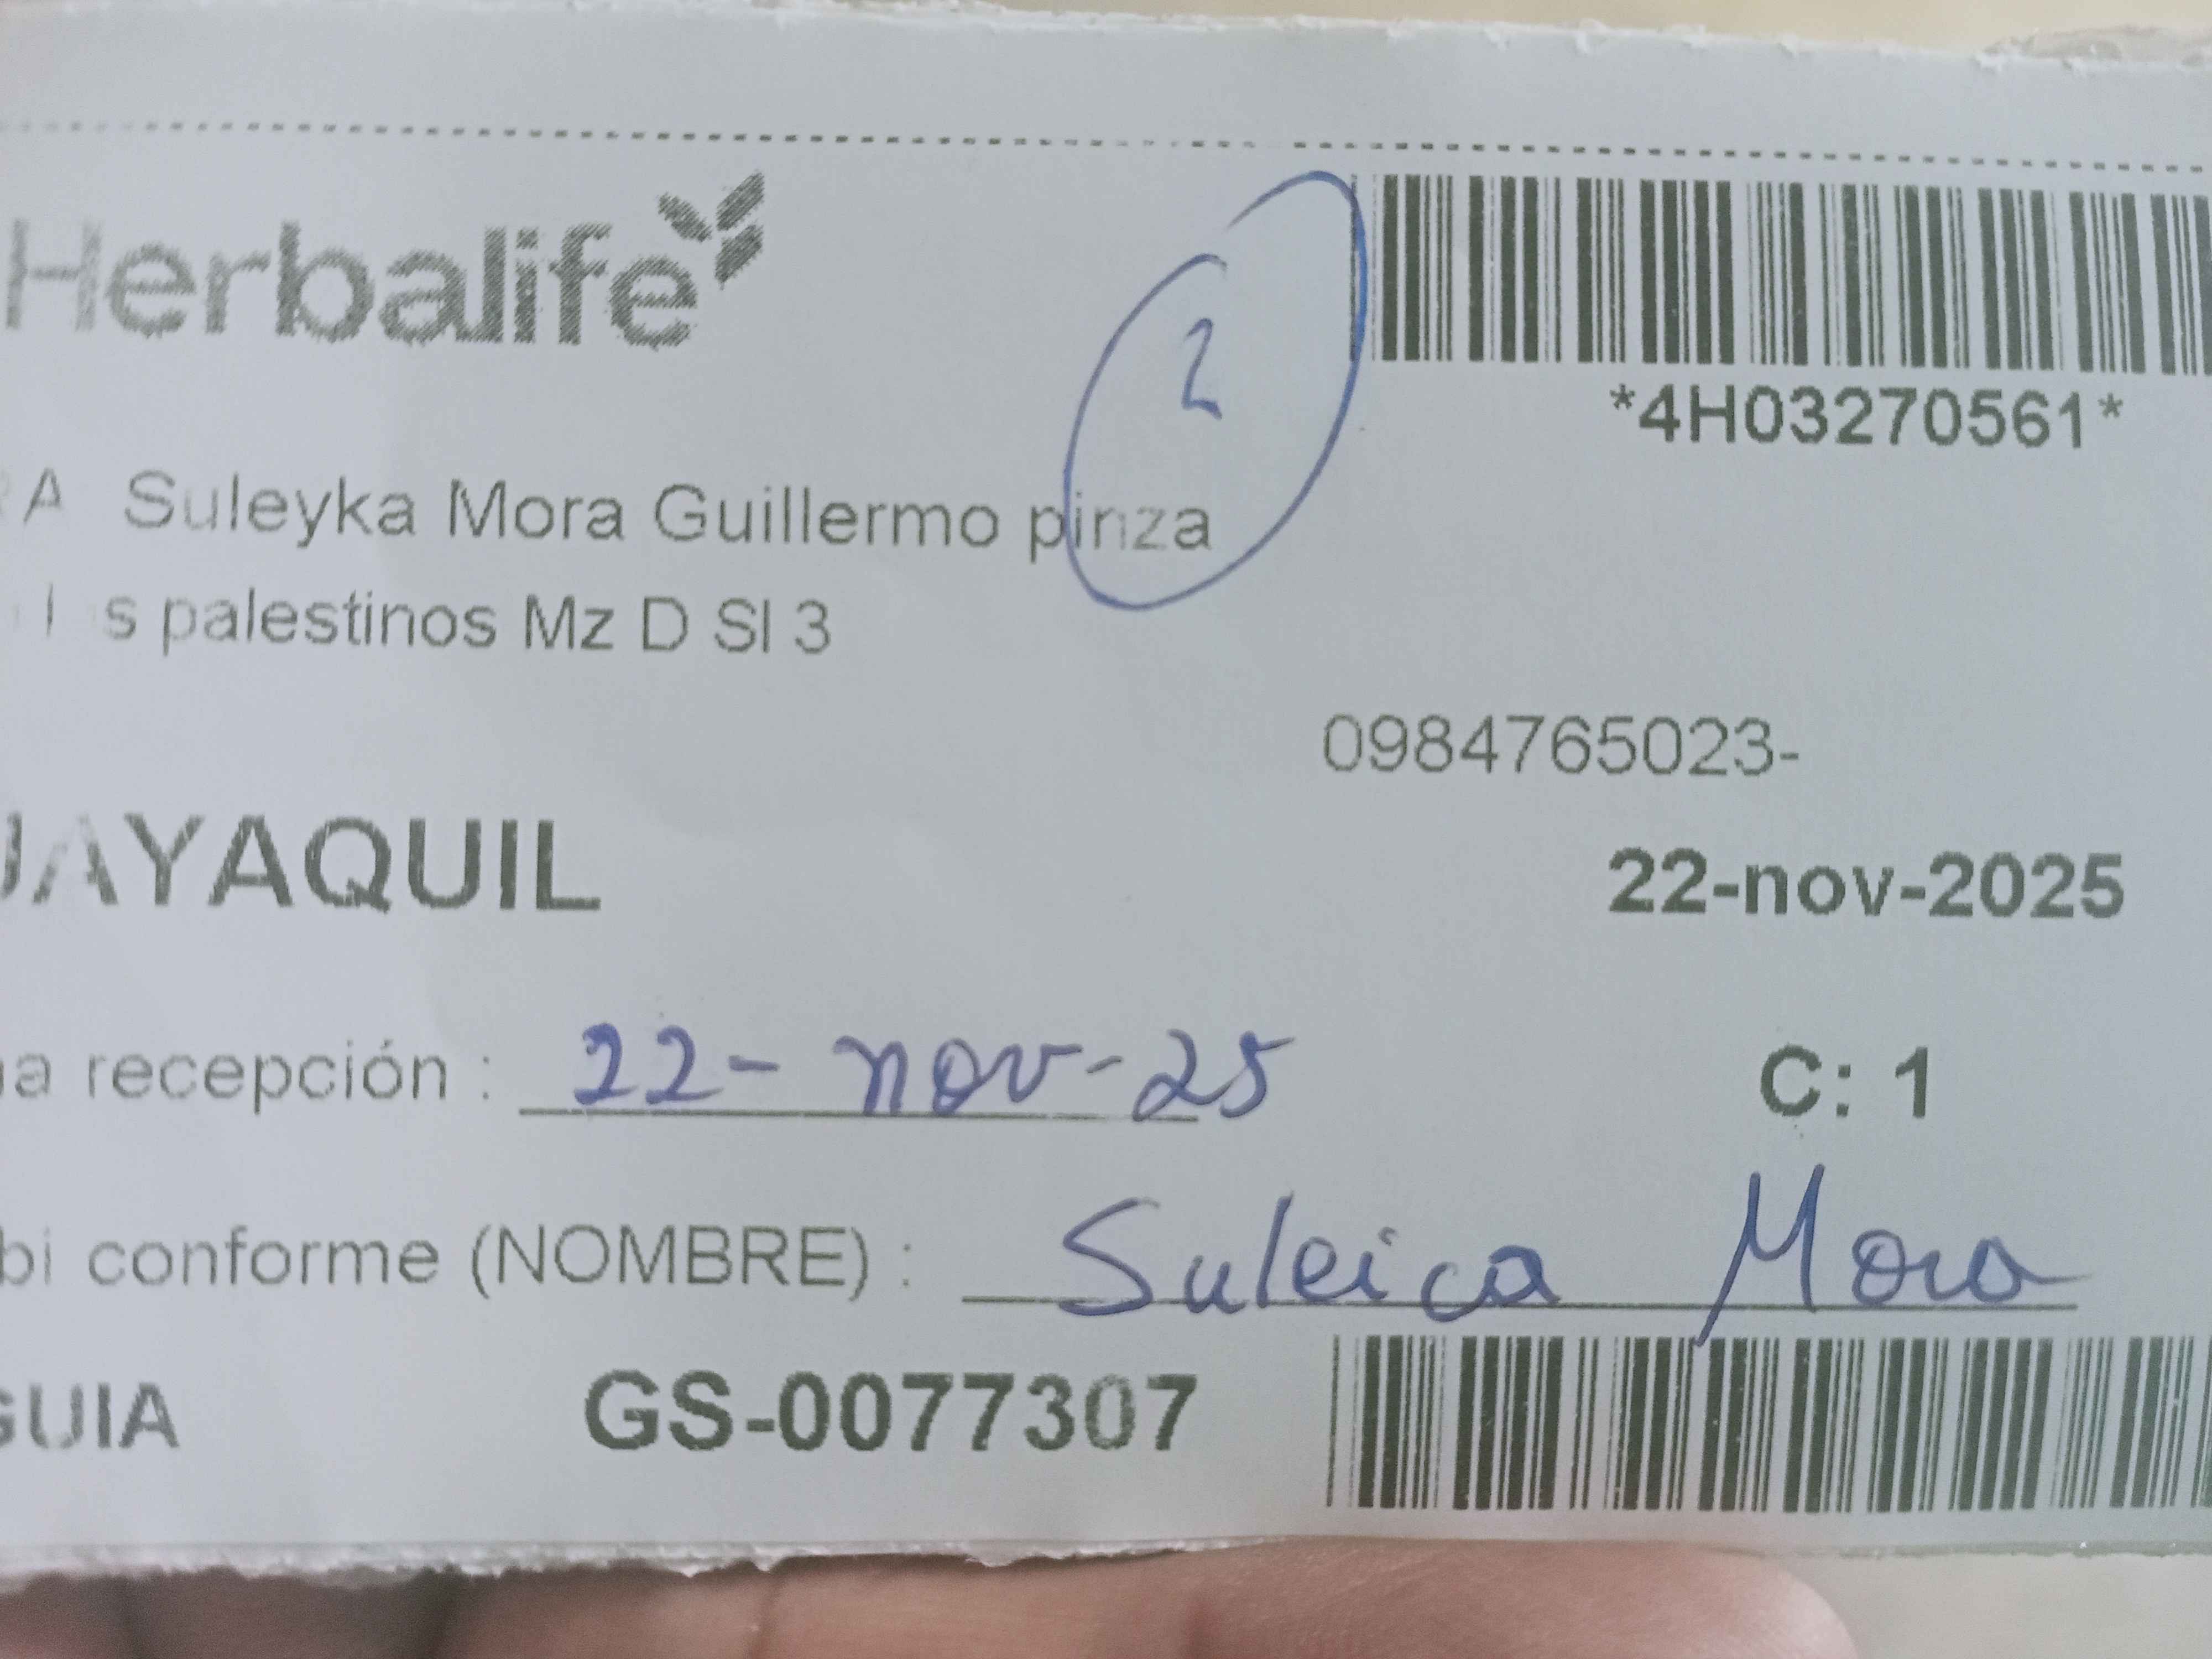 Herbalife
2
*4H03270561*
Suleyka Mora Guillermo pinza
palestinos Mz D Sl 3
0984765023-
UAYAQUIL
22-nov-2025
recepción : 22-nov-25
C: 1
bi conforme (NOMBRE) : Suleica Mora
GUIA GS-0077307